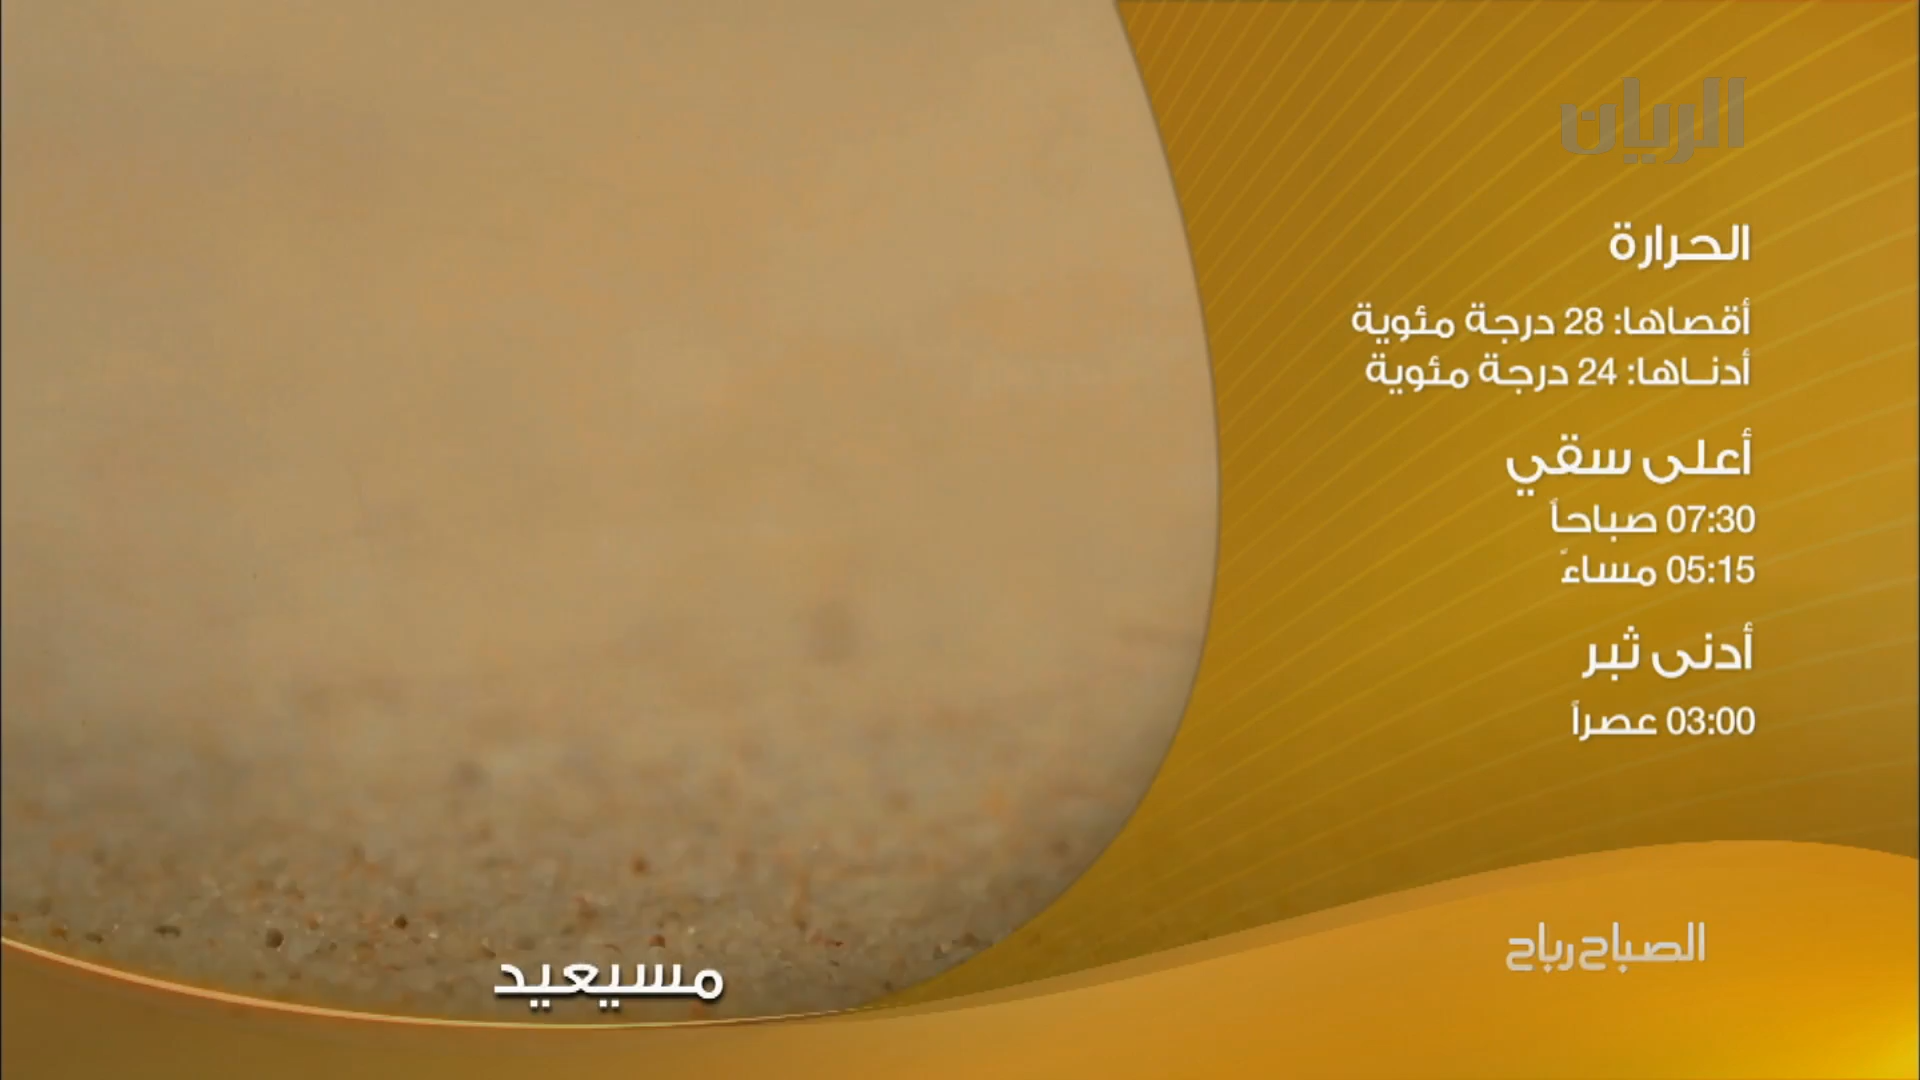 الريان
الحرارة
أقصاها: 28 درجة مئوية
أدناها: 24 درجة مئوية
أعلى سقي
07:30 صباحاً
05:15 مساءً
أدنى ثبر
03:00 عصراً
الصباح رباح
مسيعيد